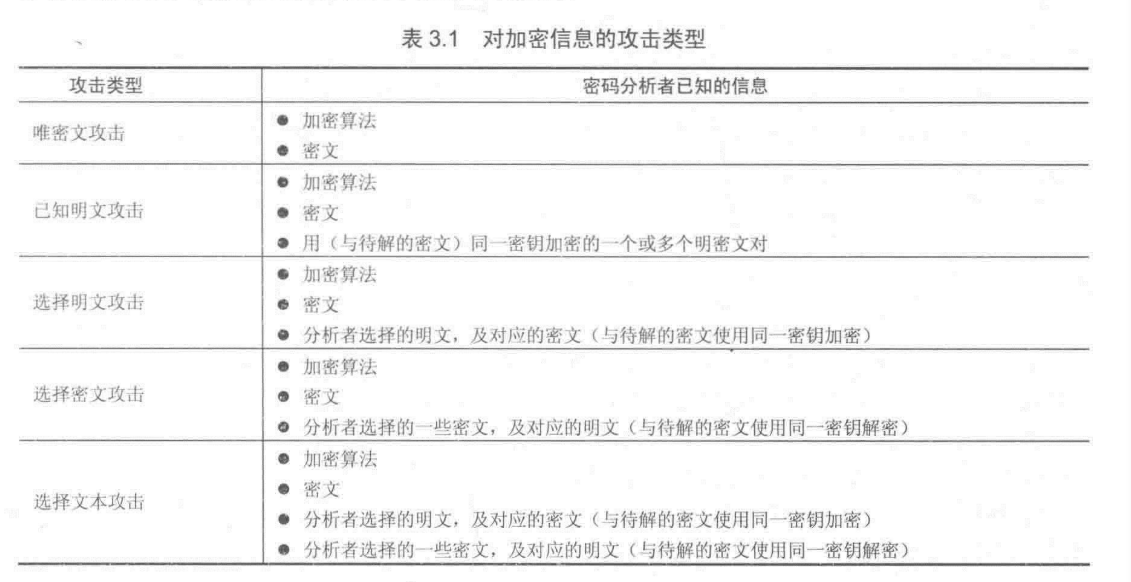 表 3.1 对加密信息的攻击类型
攻击类型 密码分析者已知的信息
唯密文攻击
● 加密算法
● 密文
已知明文攻击
● 加密算法
● 密文
● 用（与待解的密文）同一密钥加密的一个或多个明密文对
选择明文攻击
● 加密算法
● 密文
● 分析者选择的明文，及对应的密文（与待解的密文使用同一密钥加密）
选择密文攻击
● 加密算法
● 密文
● 分析者选择的一些密文，及对应的明文（与待解的密文使用同一密钥解密）
选择文本攻击
● 加密算法
● 密文
● 分析者选择的明文，及对应的密文（与待解的密文使用同一密钥加密）
● 分析者选择的一些密文，及对应的明文（与待解的密文使用同一密钥解密）